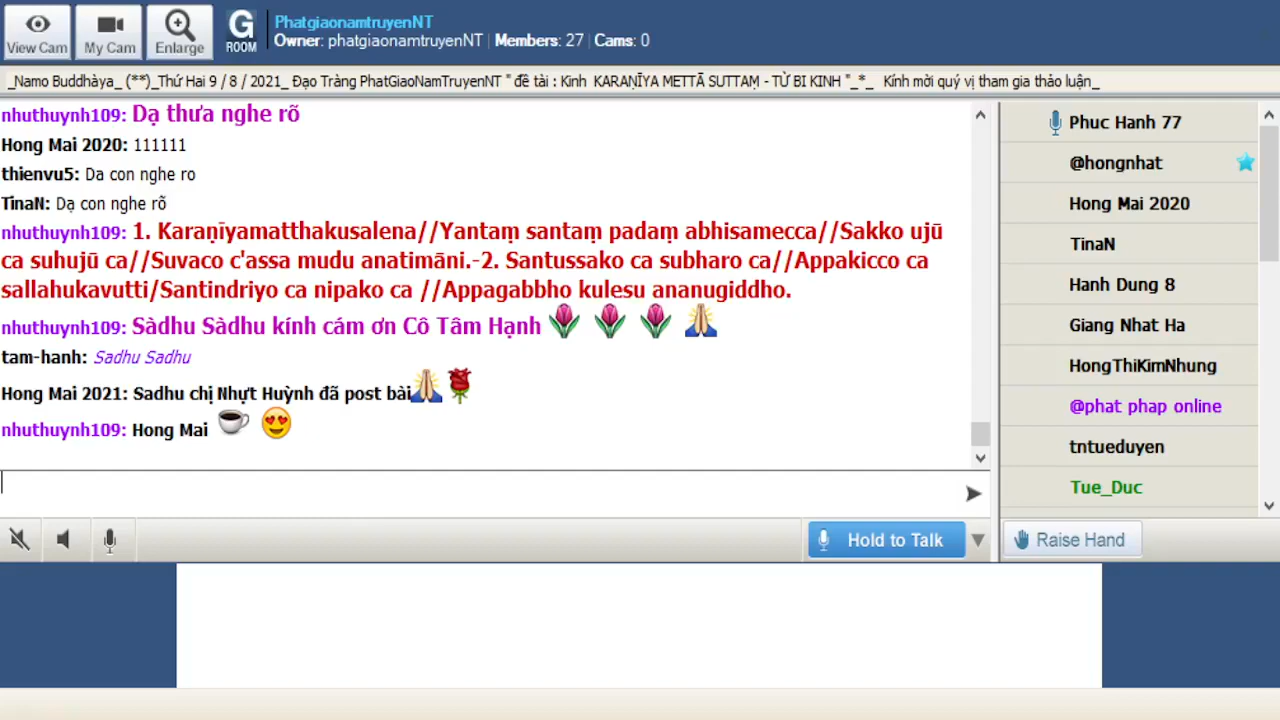 View Cam
My Cam
Enlarge
G
ROOM
PhatgiaonamtruyenNT
Owner: phatgiaonamtruyenNT | Members: 27 | Cams: 0
_Namo Buddhàya_ (**)_Thứ Hai 9 / 8 / 2021_ Đạo Tràng PhatGiaoNamTruyenNT " đề tài : Kinh KARAṆĪYA METTĀ SUTTAṂ - TỪ BI KINH "_*_ Kính mời quý vị tham gia thảo luận_
nhuthuynh109: Dạ thưa nghe rõ
Hong Mai 2020: 111111
thienvu5: Da con nghe ro
TinaN: Dạ con nghe rõ
nhuthuynh109: 1. Karaṇīyamatthakusalena//Yantaṃ santaṃ padaṃ abhisamecca//Sakko ujū
ca suhujū ca//Suvaco c'assa mudu anatimāni.-2. Santussako ca subharo ca//Appakicco ca
sallahukavutti/Santindriyo ca nipako ca //Appagabbho kulesu ananugiddho.
nhuthuynh109: Sàdhu Sàdhu kính cám ơn Cô Tâm Hạnh 🌷 🌷 🌷 🙏
tam-hanh: Sadhu Sadhu
Hong Mai 2021: Sadhu chị Nhựt Huỳnh đã post bài🙏🌹
nhuthuynh109: Hong Mai ☕ 😍
Hold to Talk
Phuc Hanh 77
@hongnhat
Hong Mai 2020
TinaN
Hanh Dung 8
Giang Nhat Ha
HongThiKimNhung
@phat phap online
tntueduyen
Tue_Duc
Raise Hand